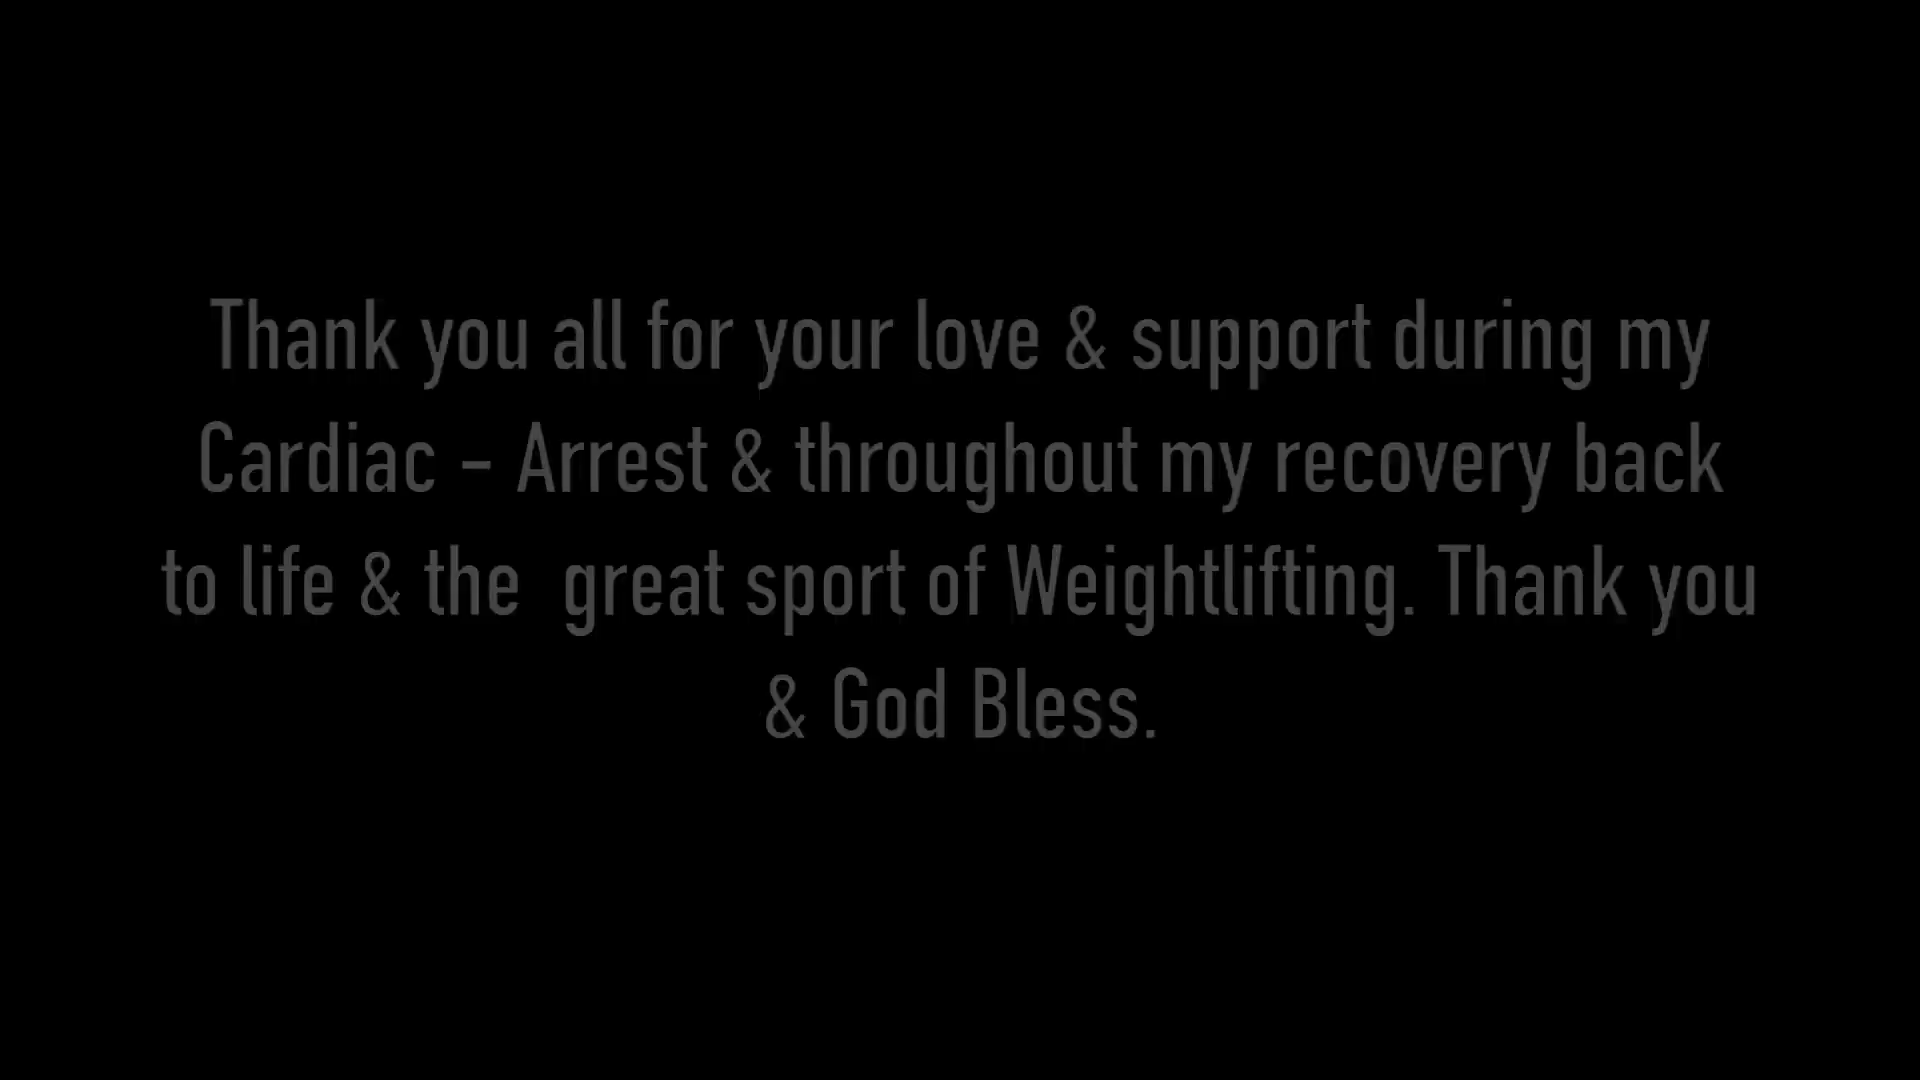 Thank you all for your love & support during my
Cardiac - Arrest & throughout my recovery back
to life & the  great sport of Weightlifting. Thank you
& God Bless.